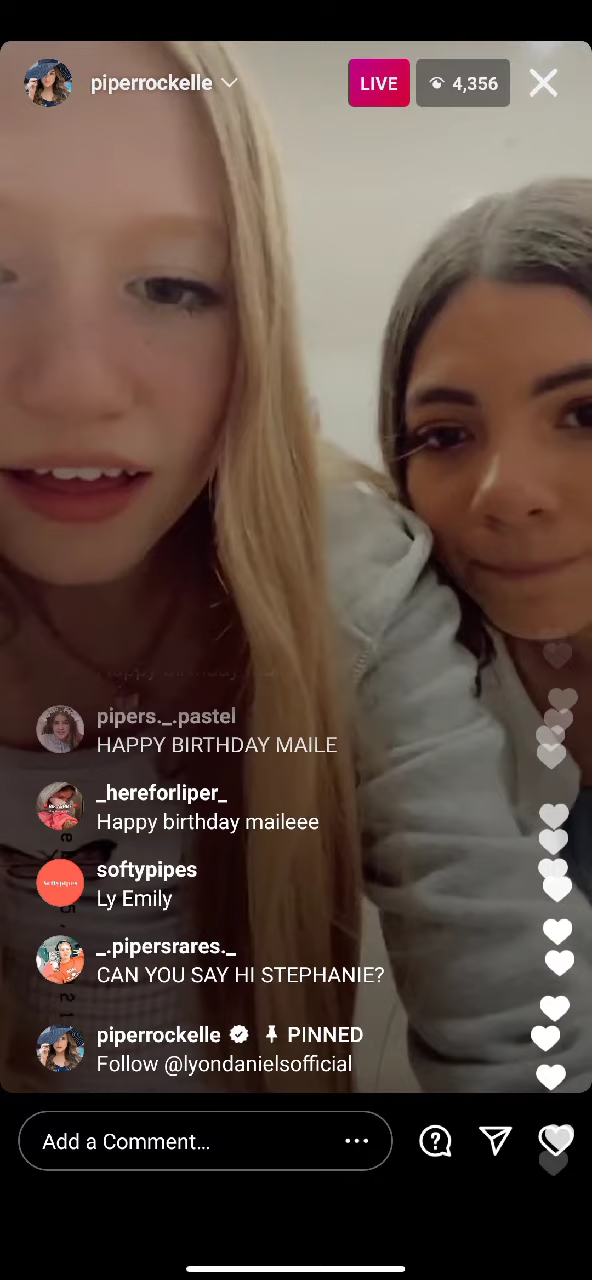 piperrockelle
LIVE
4,356
pipers._.pastel
HAPPY BIRTHDAY MAILE
_hereforliper_
Happy birthday maileee
softypipes
Ly Emily
_.pipersrares._
CAN YOU SAY HI STEPHANIE?
piperrockelle PINNED
Follow @lyondanielsofficial
Add a Comment...